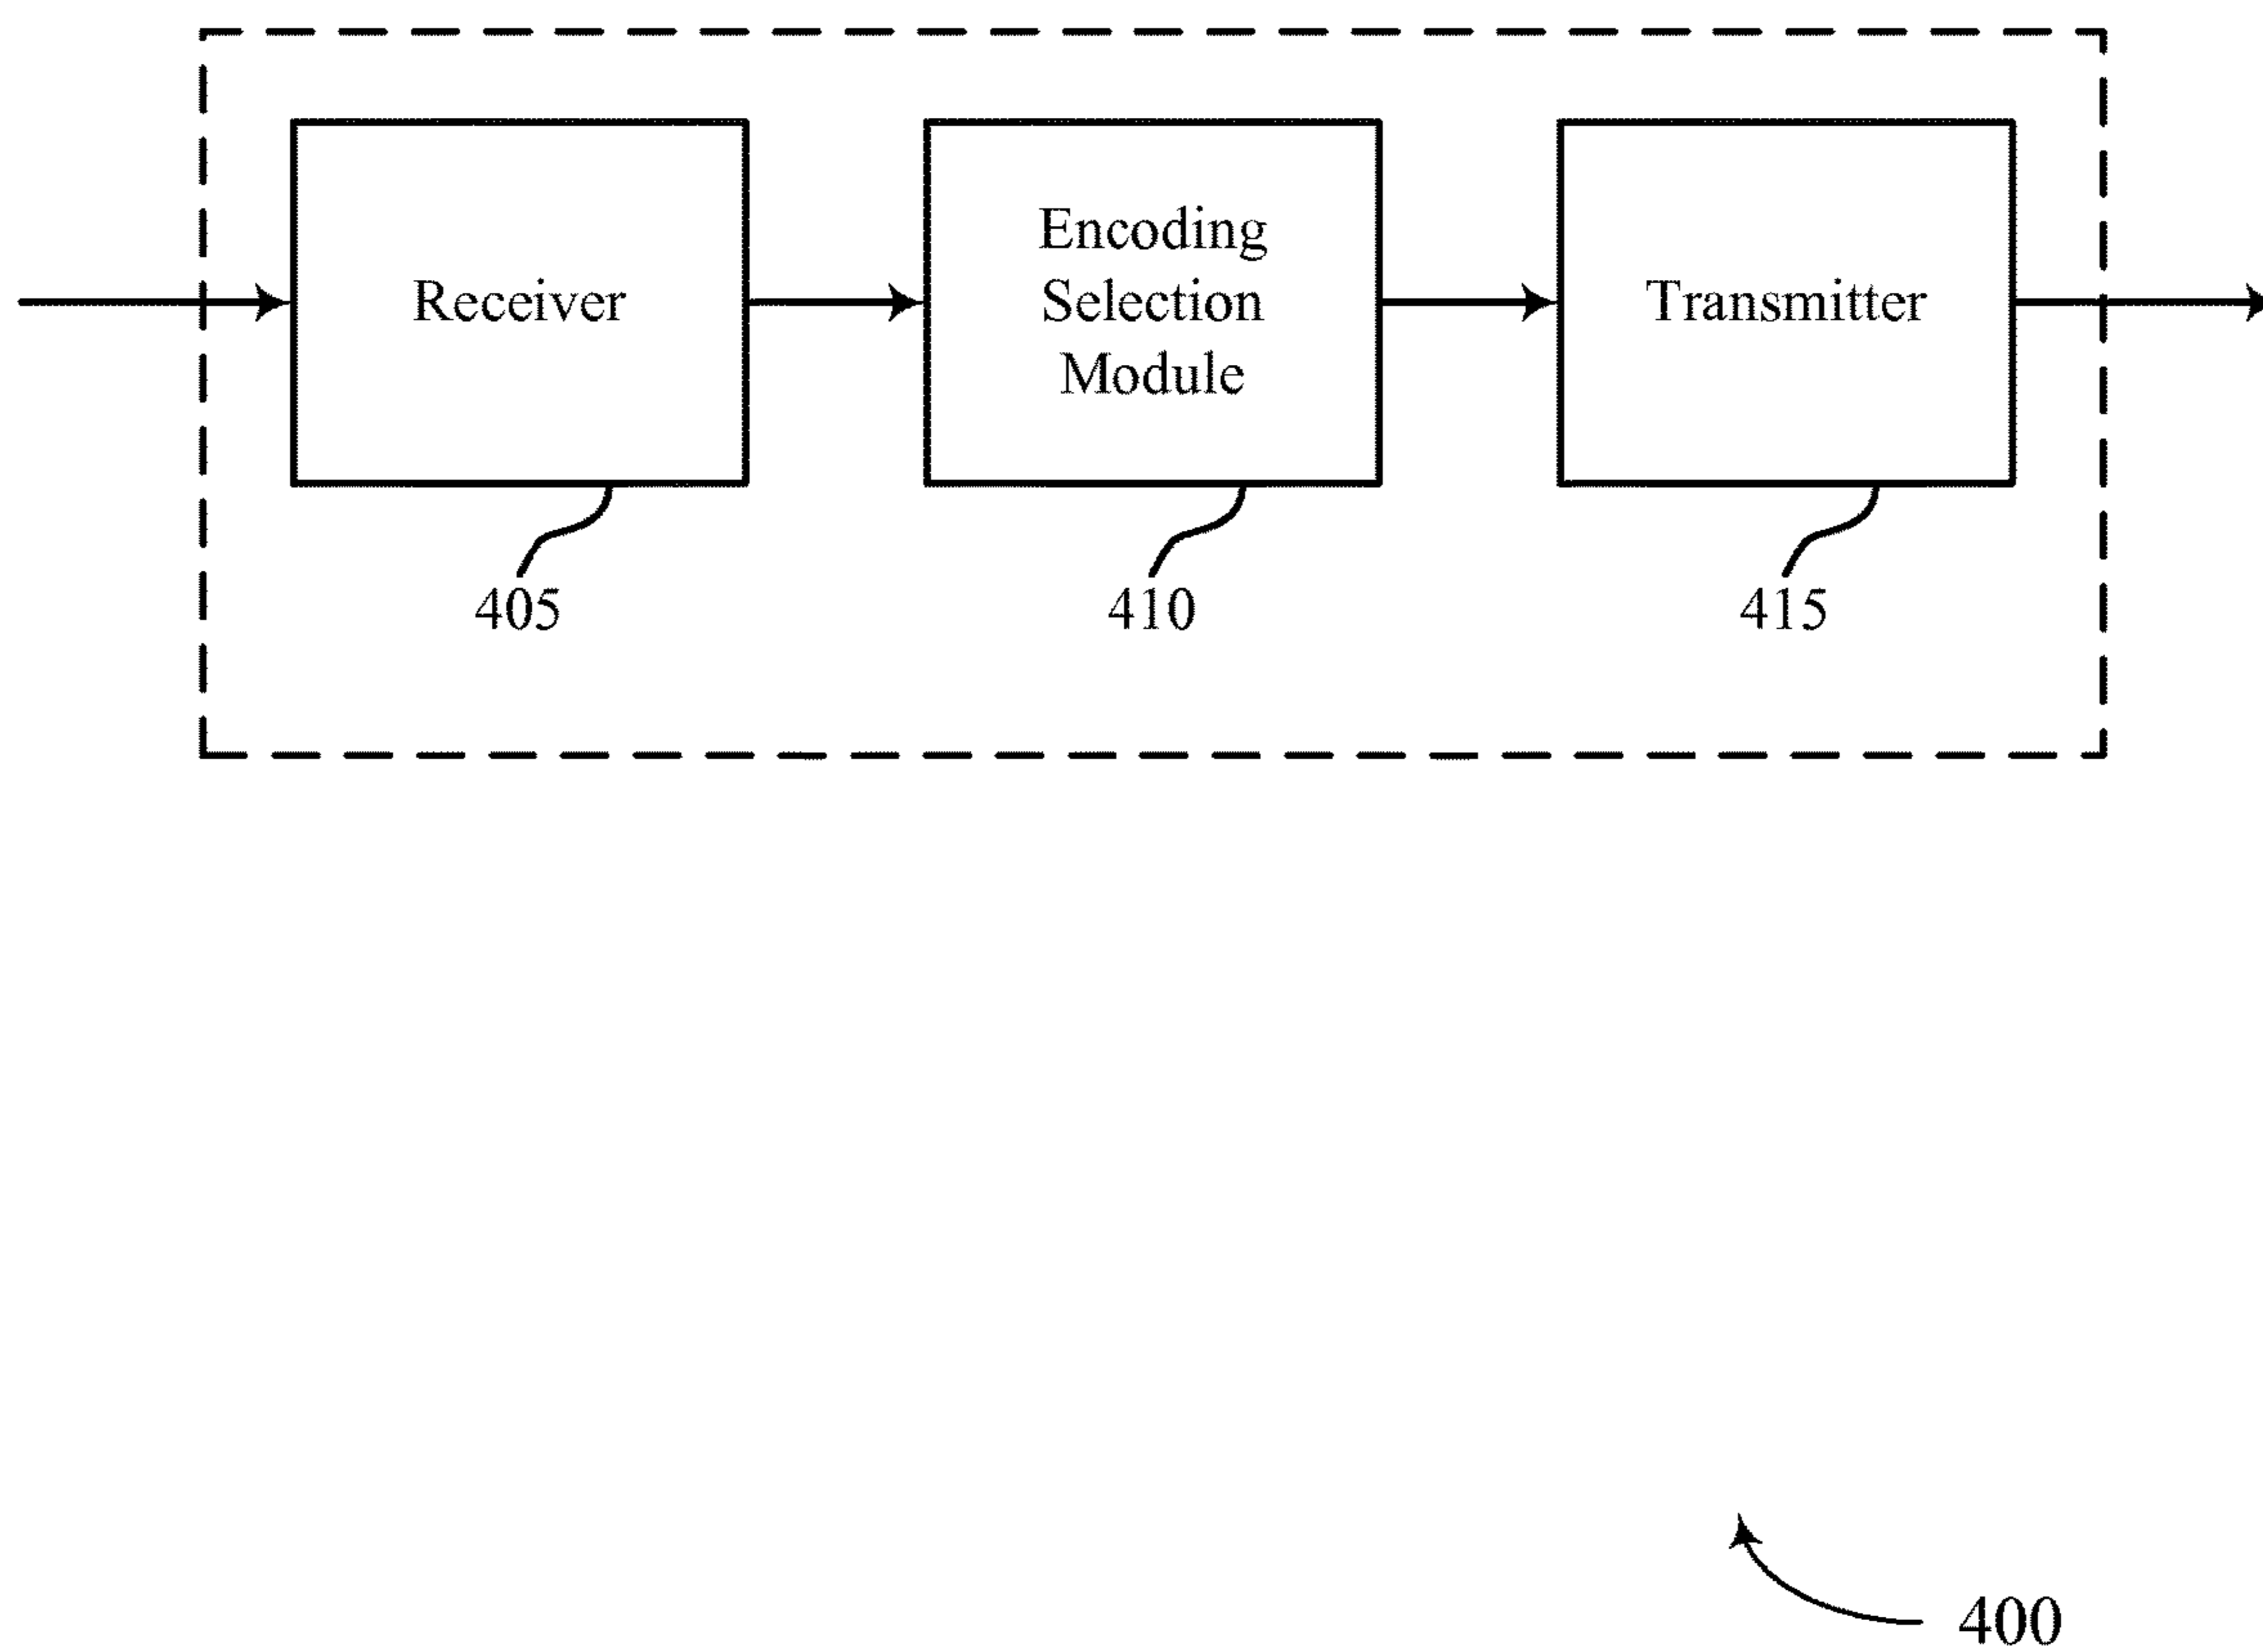 Receiver
Encoding
Selection
Module
Transmitter
405
410
415
400